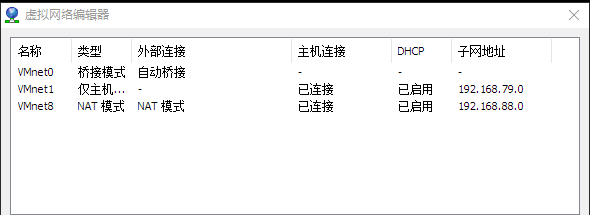 虚拟网络编辑器
名称 类型 外部连接 主机连接 DHCP 子网地址
VMnet0 桥接模式 自动桥接 - - -
VMnet1 仅主机... - 已连接 已启用 192.168.79.0
VMnet8 NAT 模式 NAT 模式 已连接 已启用 192.168.88.0